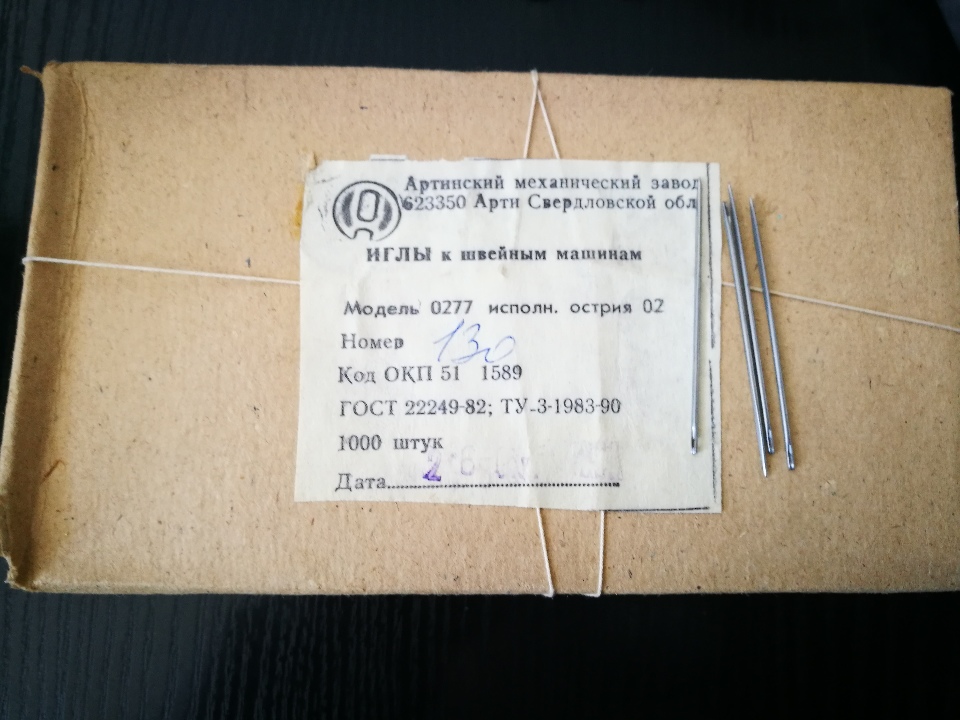 Артинский механический завод
623350 Арти Свердловской обл
ИГЛЫ к швейным машинам
Модель 0277 исполн. острия 02
Номер 130
Код ОКП 51 1589
ГОСТ 22249-82; ТУ-3-1983-90
1000 штук
Дата